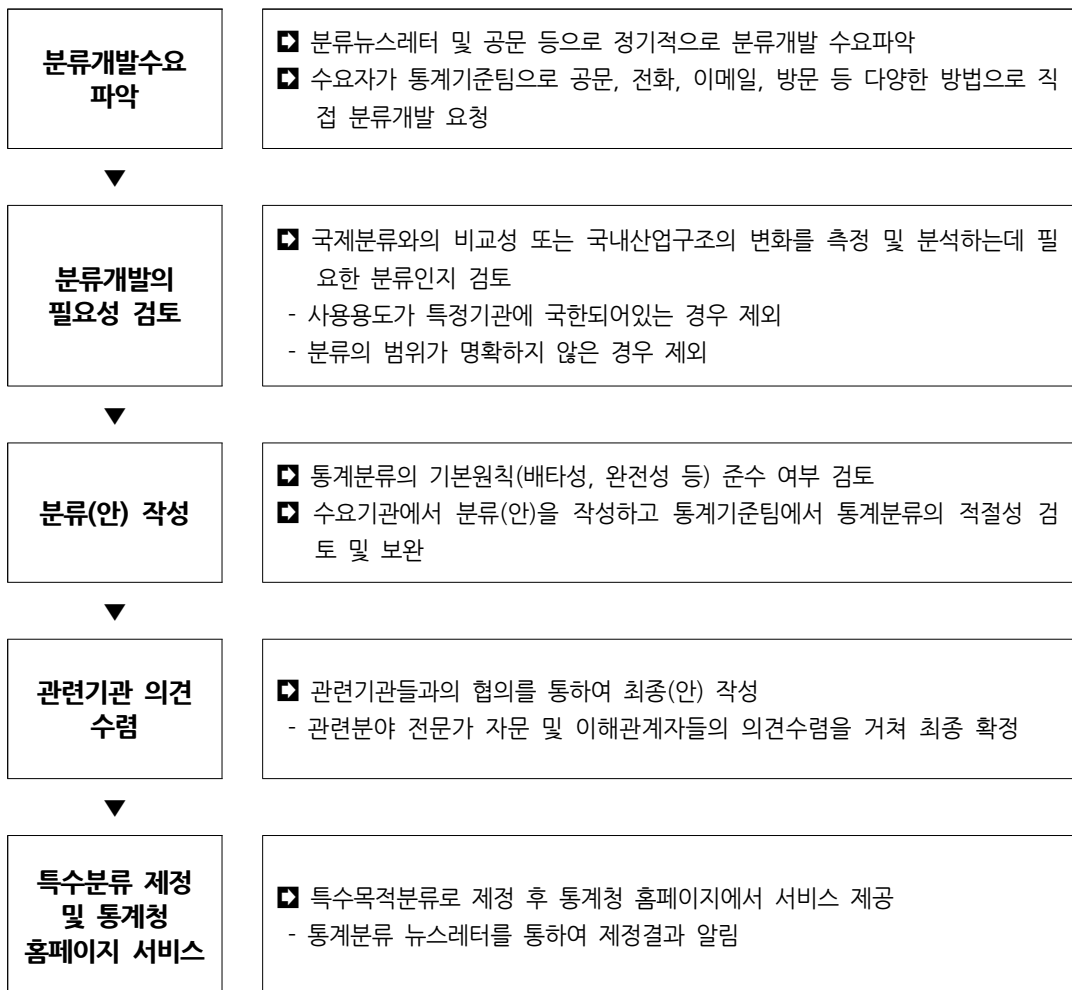 분류개발수요
파악
➡ 분류뉴스레터 및 공문 등으로 정기적으로 분류개발 수요파악
➡ 수요자가 통계기준팀으로 공문, 전화, 이메일, 방문 등 다양한 방법으로 직
접 분류개발 요청
▼
분류개발의
필요성 검토
➡ 국제분류와의 비교성 또는 국내산업구조의 변화를 측정 및 분석하는데 필
요한 분류인지 검토
- 사용용도가 특정기관에 국한되어있는 경우 제외
- 분류의 범위가 명확하지 않은 경우 제외
▼
분류(안) 작성
➡ 통계분류의 기본원칙(배타성, 완전성 등) 준수 여부 검토
➡ 수요기관에서 분류(안)을 작성하고 통계기준팀에서 통계분류의 적절성 검
토 및 보완
▼
관련기관 의견
수렴
➡ 관련기관들과의 협의를 통하여 최종(안) 작성
- 관련분야 전문가 자문 및 이해관계자들의 의견수렴을 거쳐 최종 확정
▼
특수분류 제정
및 통계청
홈페이지 서비스
➡ 특수목적분류로 제정 후 통계청 홈페이지에서 서비스 제공
- 통계분류 뉴스레터를 통하여 제정결과 알림